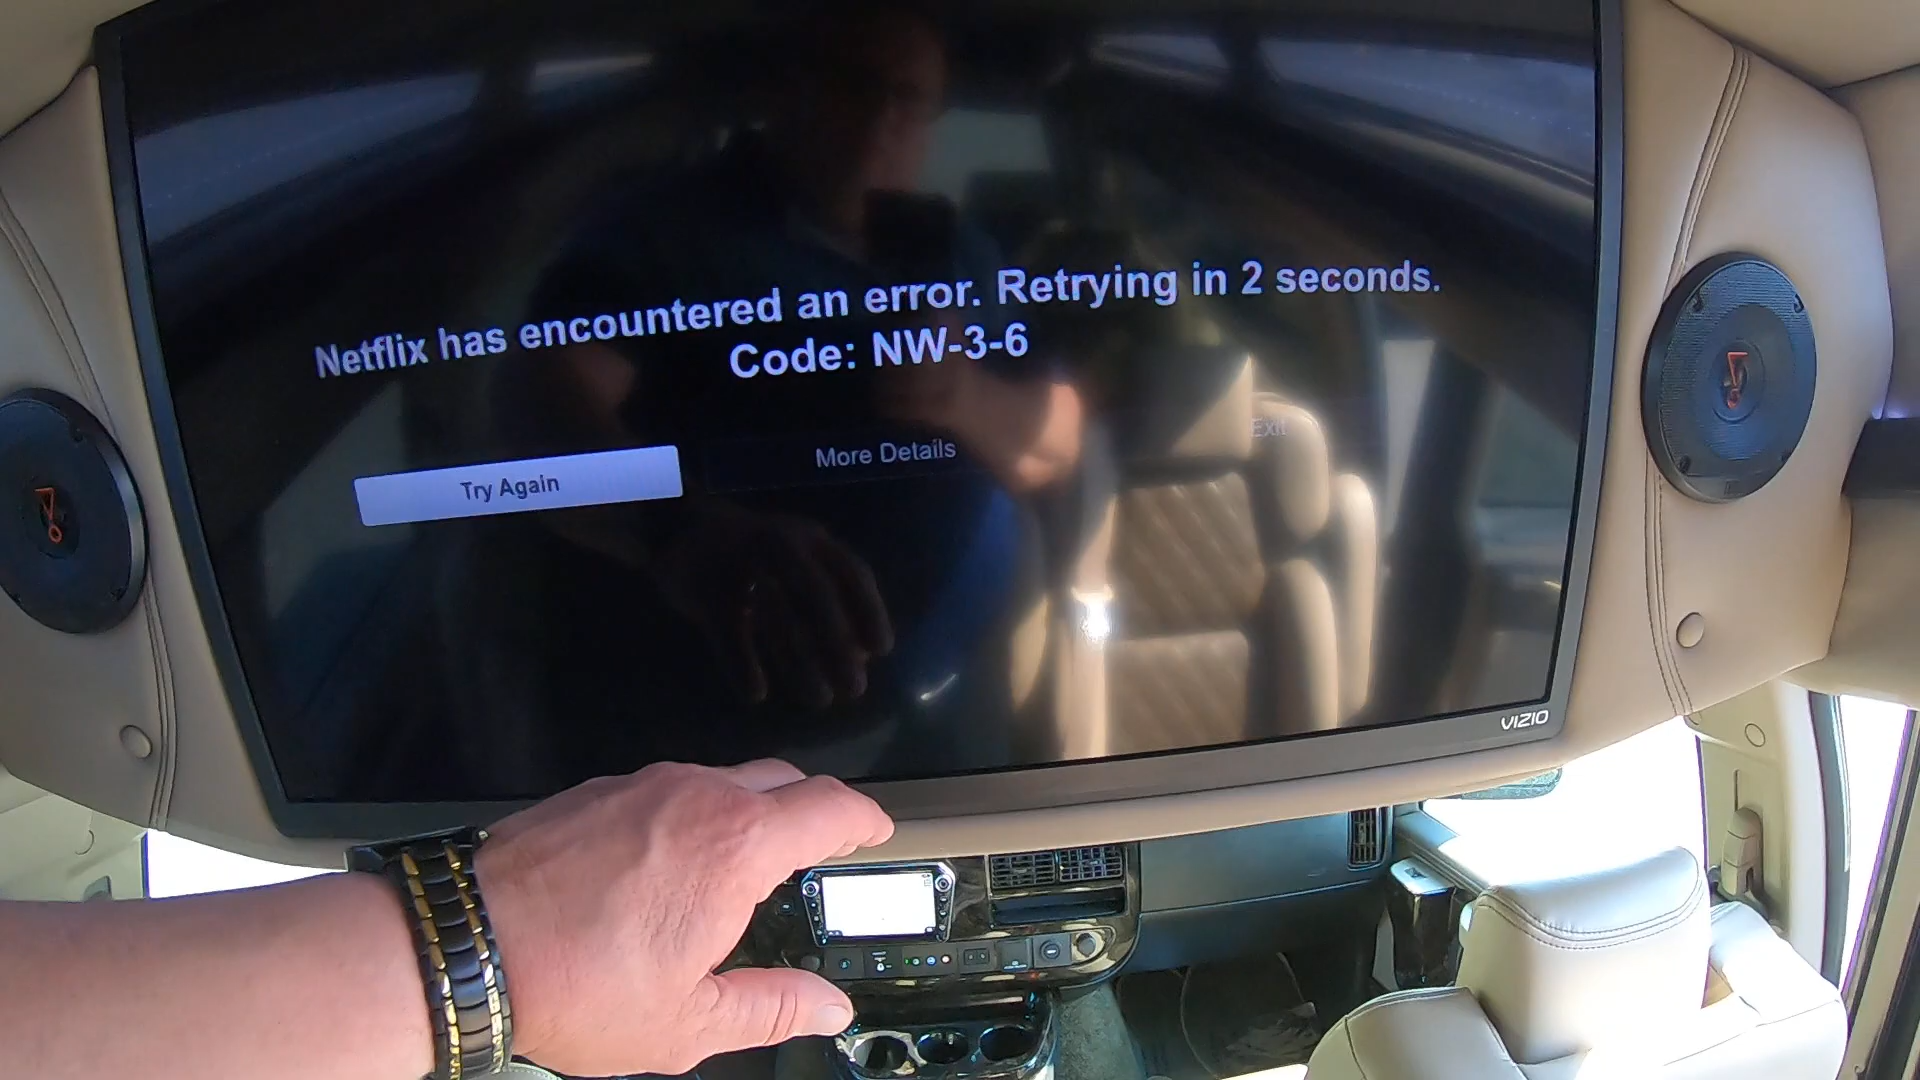 Netflix has encountered an error. Retrying in 2 seconds.
Code: NW-3-6
Try Again
More Details
Exit
VIZIO